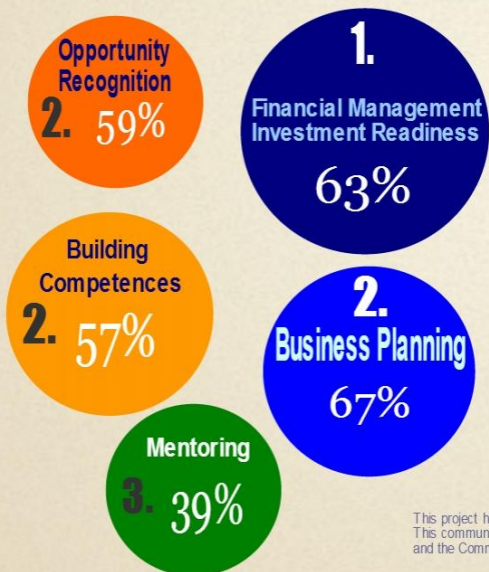 Opportunity
Recognition
2. 59%
1.
Financial Management
Investment Readiness
63%
Building
Competences
2. 57%
2.
Business Planning
67%
Mentoring
3. 39%
This project h
This commun
and the Comm